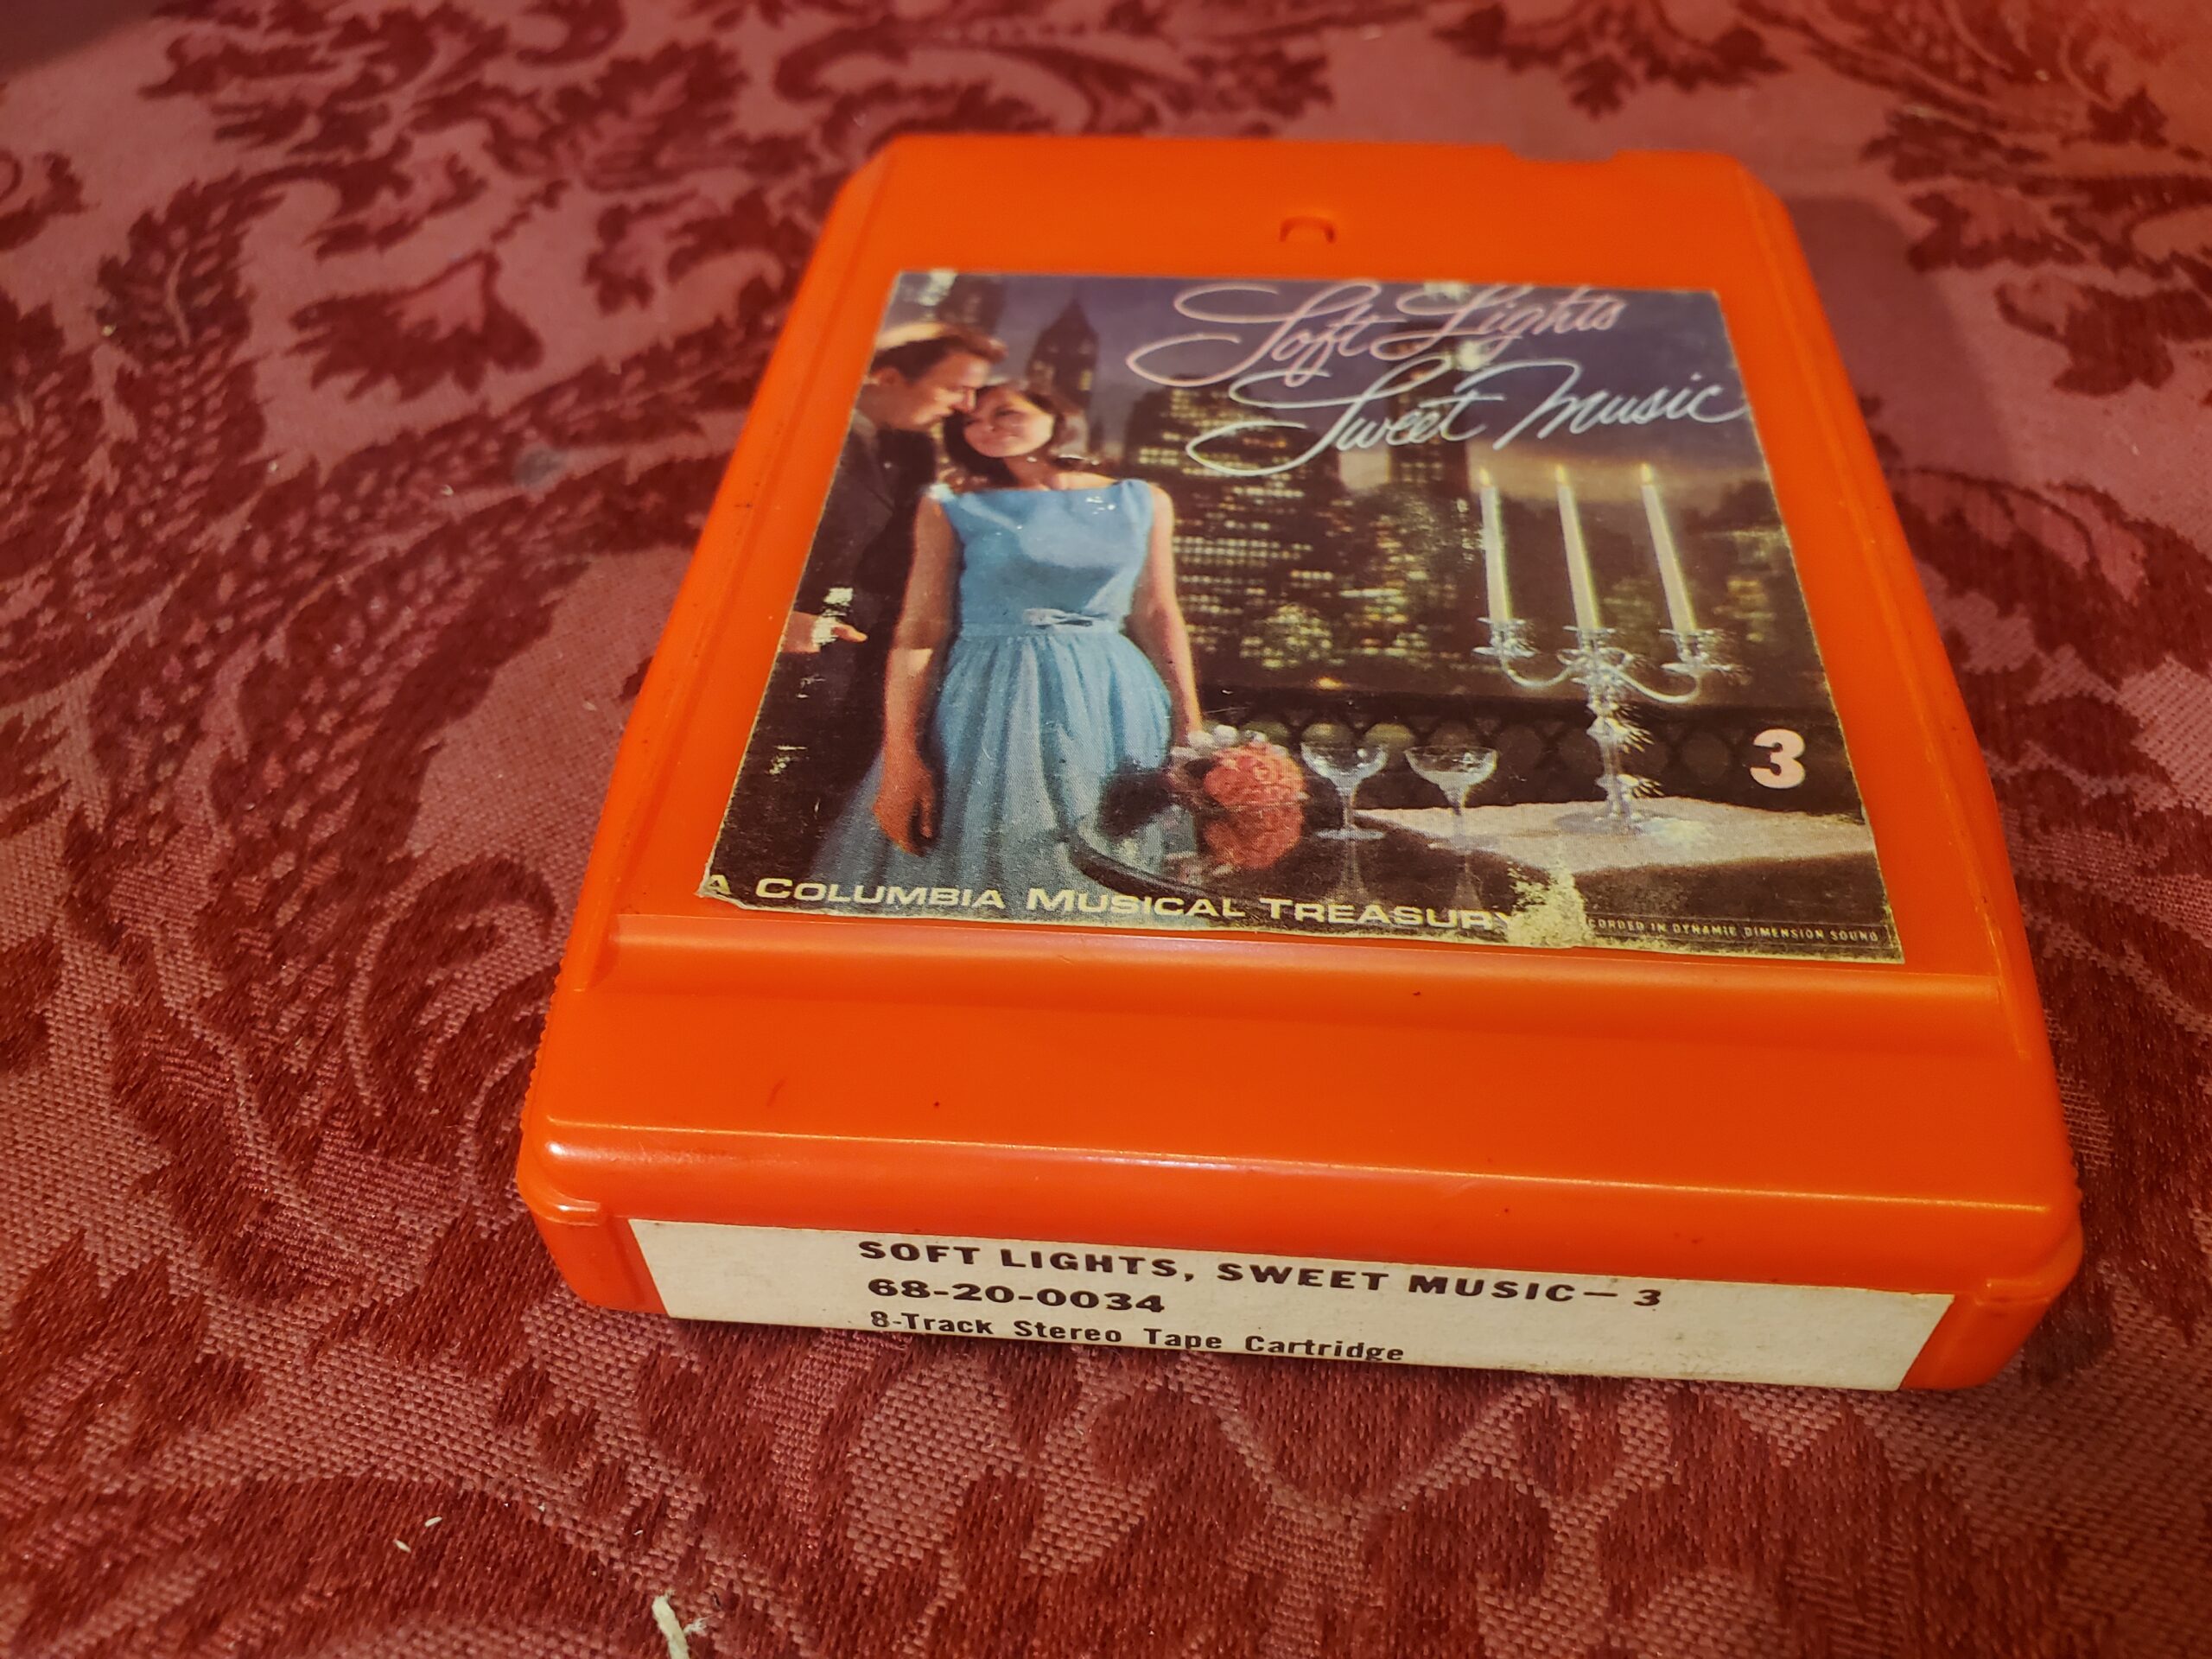 Soft Lights
Sweet Music
3
A COLUMBIA MUSICAL TREASURY
IN DYNAMIC DIMENSION SOUND
SOFT LIGHTS, SWEET MUSIC— 3
68-20-0034
8-Track Stereo Tape Cartridge